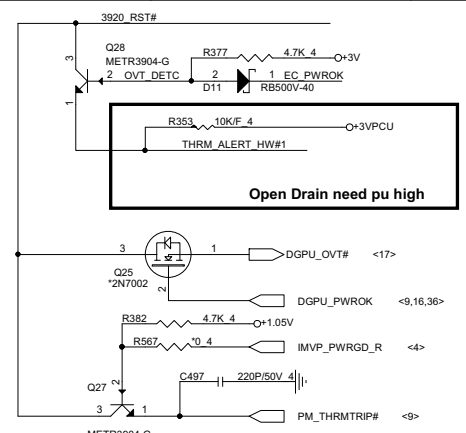 3920_RST#
3
Q28
METR3904-G
R377
4.7K_4
+3V
2
OVT_DETC
2
1
EC_PWROK
D11
RB500V-40
1
R353
10K/F_4
+3VPCU
THRM_ALERT_HW#1
Open Drain need pu high
3
1
DGPU_OVT#
<17>
Q25
*2N7002
2
DGPU_PWROK
<9,16,36>
R382
4.7K_4
+1.05V
R567
*0_4
IMVP_PWRGD_R
<4>
Q27
2
C497
220P/50V_4
3
1
PM_THRMTRIP#
<9>